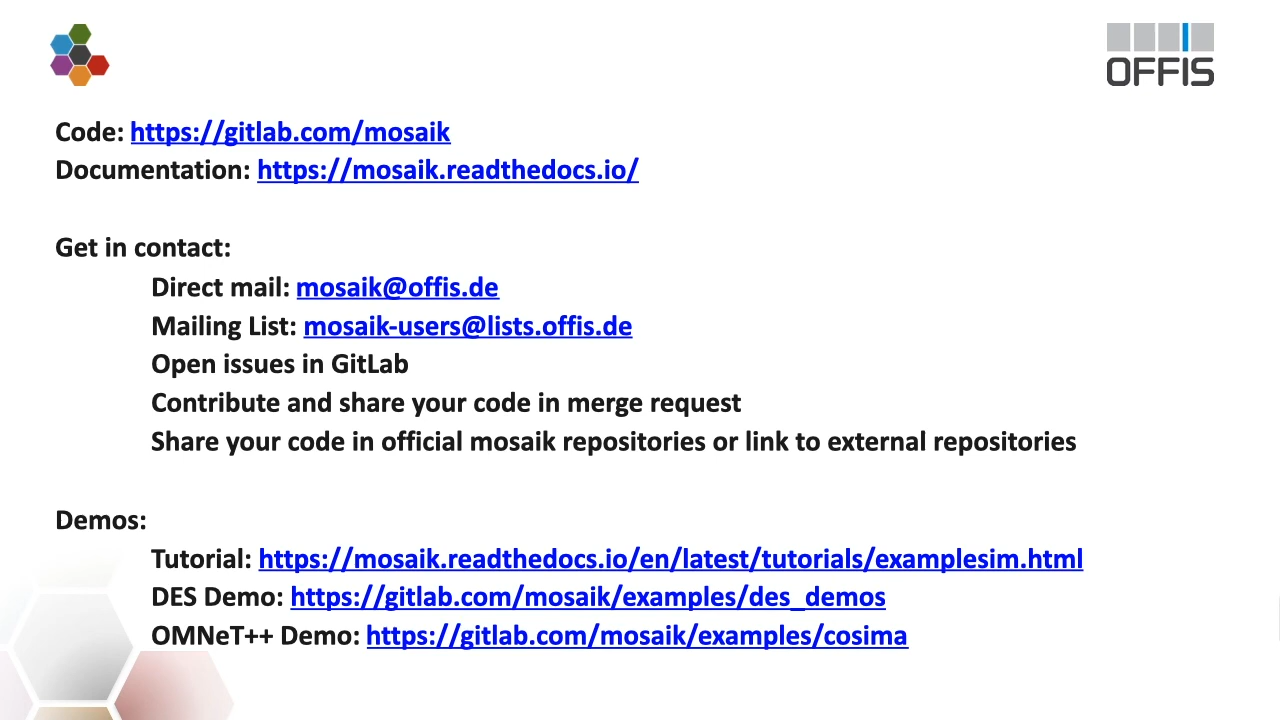 OFFIS
Code: https://gitlab.com/mosaik
Documentation: https://mosaik.readthedocs.io/
Get in contact:
Direct mail: mosaik@offis.de
Mailing List: mosaik-users@lists.offis.de
Open issues in GitLab
Contribute and share your code in merge request
Share your code in official mosaik repositories or link to external repositories
Demos:
Tutorial: https://mosaik.readthedocs.io/en/latest/tutorials/examplesim.html
DES Demo: https://gitlab.com/mosaik/examples/des_demos
OMNeT++ Demo: https://gitlab.com/mosaik/examples/cosima